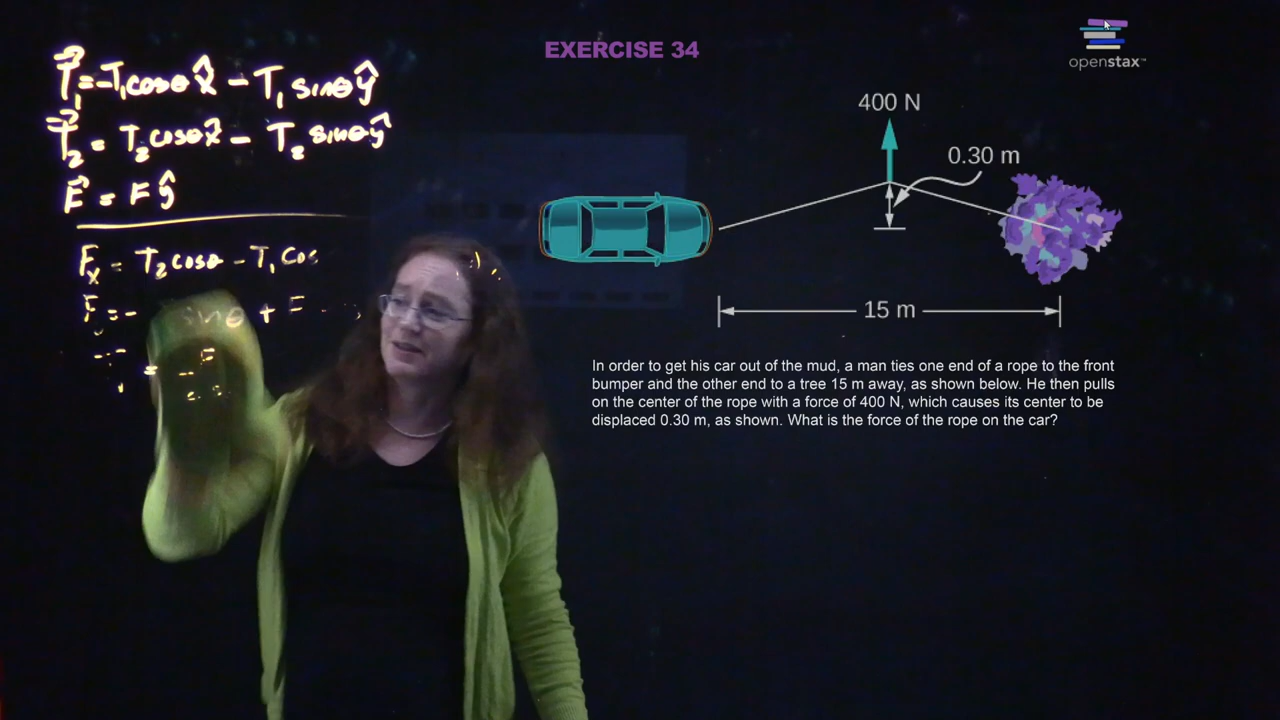 EXERCISE 34
openstax™
T⃗₁ = -T₁cosθ x̂ - T₁ sinθ ŷ
T⃗₂ = T₂cosθ x̂ - T₂ sinθ ŷ
F⃗ = F ŷ
Fₓ = T₂cosθ - T₁ cos
sinθ + F
400 N
0.30 m
15 m
In order to get his car out of the mud, a man ties one end of a rope to the front
bumper and the other end to a tree 15 m away, as shown below. He then pulls
on the center of the rope with a force of 400 N, which causes its center to be
displaced 0.30 m, as shown. What is the force of the rope on the car?